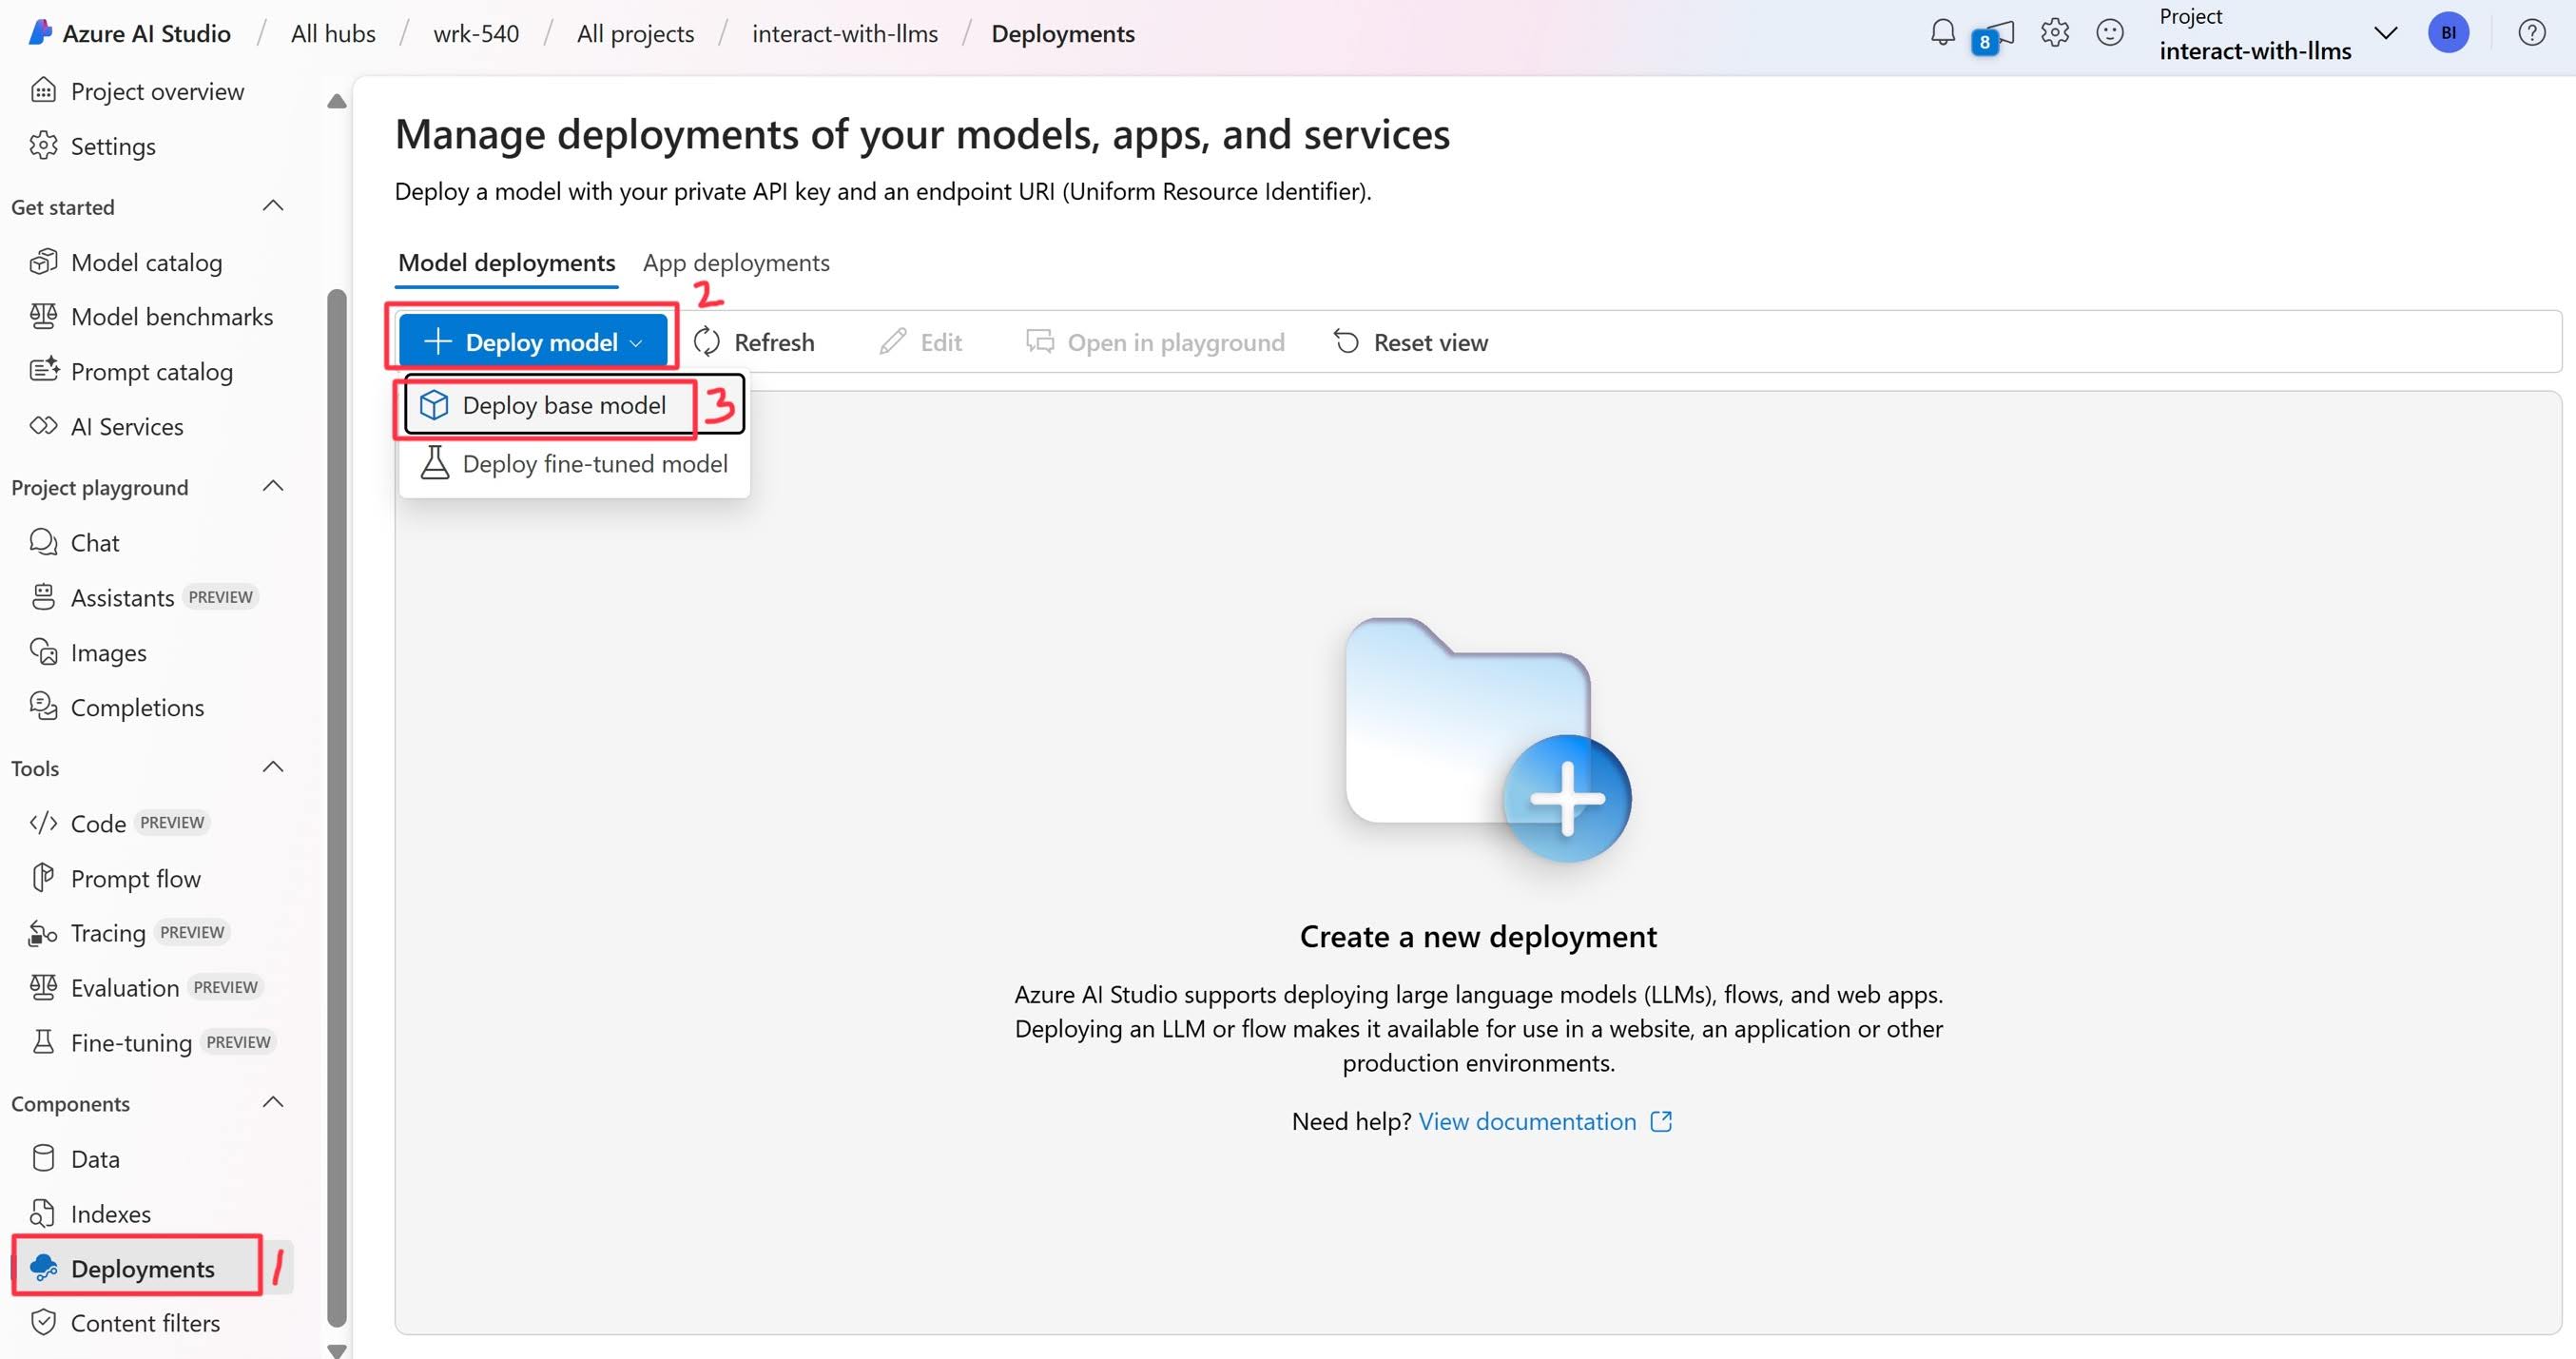 Azure AI Studio / All hubs / wrk-540 / All projects / interact-with-llms / Deployments
8
Project
interact-with-llms
BI
Project overview
Settings
Get started
Model catalog
Model benchmarks
Prompt catalog
AI Services
Project playground
Chat
Assistants PREVIEW
Images
Completions
Tools
Code PREVIEW
Prompt flow
Tracing PREVIEW
Evaluation PREVIEW
Fine-tuning PREVIEW
Components
Data
Indexes
Deployments 1
Content filters
Manage deployments of your models, apps, and services
Deploy a model with your private API key and an endpoint URI (Uniform Resource Identifier).
Model deployments App deployments
2
Deploy model Refresh Edit Open in playground Reset view
Deploy base model 3
Deploy fine-tuned model
Create a new deployment
Azure AI Studio supports deploying large language models (LLMs), flows, and web apps.
Deploying an LLM or flow makes it available for use in a website, an application or other
production environments.
Need help? View documentation